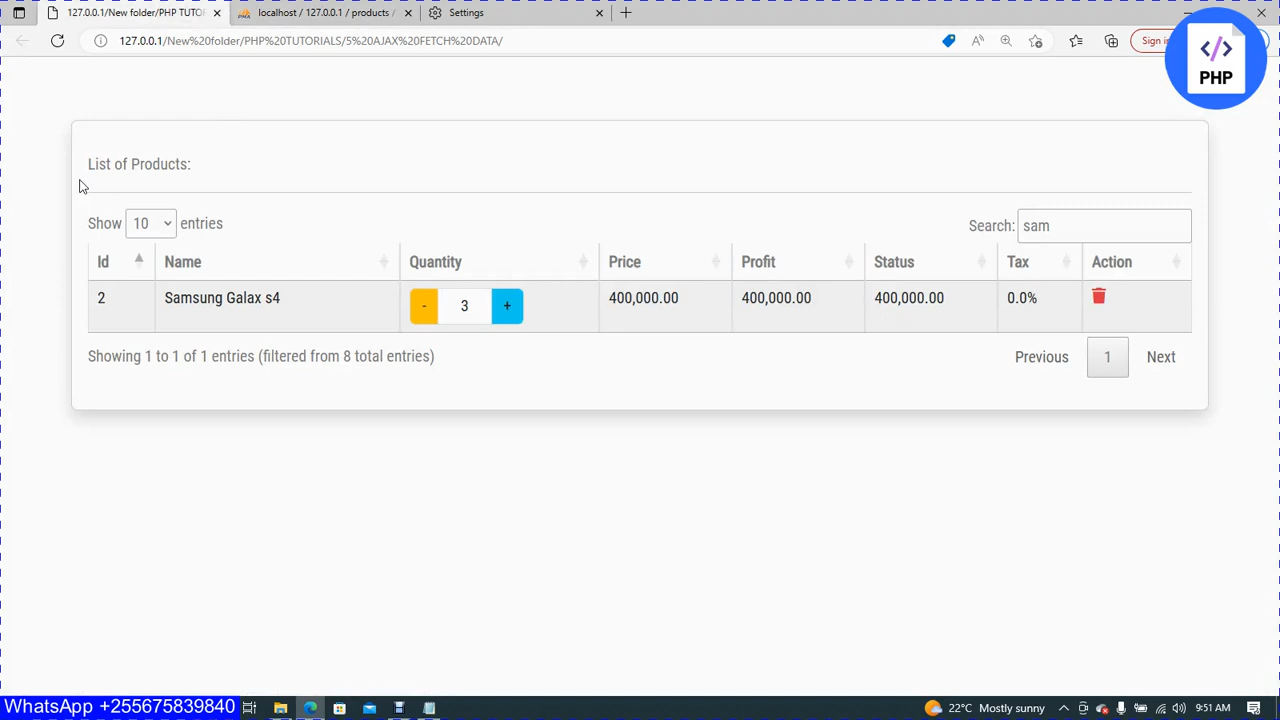 127.0.0.1/New folder/PHP TUTOR
localhost / 127.0.0.1 / products /
Settings
127.0.0.1/New%20folder/PHP%20TUTORIALS/5%20AJAX%20FETCH%20DATA/
Sign in
</>
PHP
List of Products:
Show 10 entries
Search: sam
Id Name Quantity Price Profit Status Tax Action
2 Samsung Galax s4 - 3 + 400,000.00 400,000.00 400,000.00 0.0%
Showing 1 to 1 of 1 entries (filtered from 8 total entries)
Previous 1 Next
WhatsApp +255675839840
22°C Mostly sunny
9:51 AM